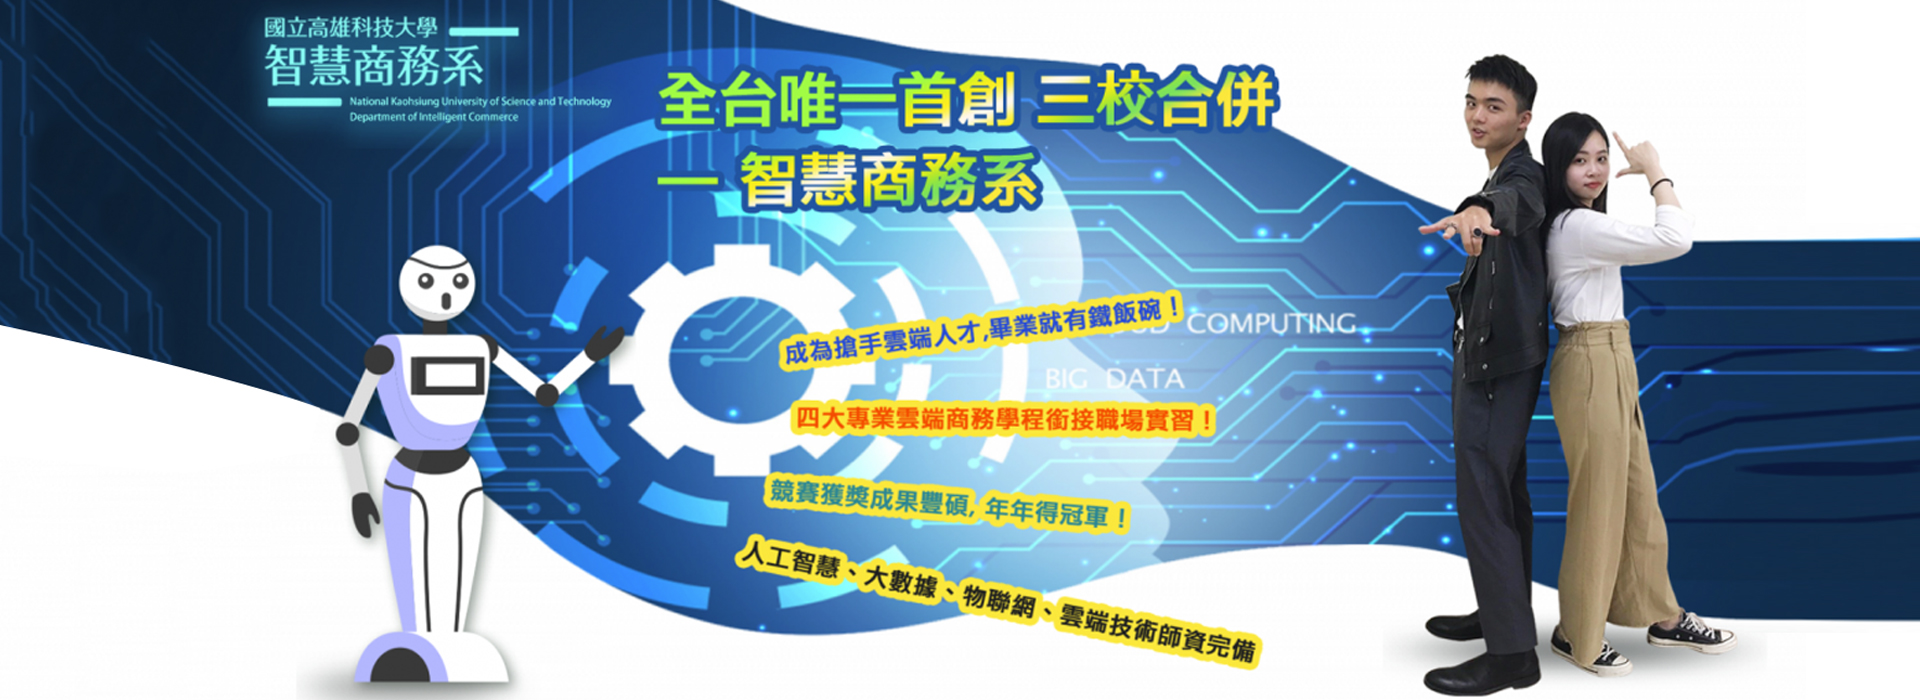 國立高雄科技大學
智慧商務系
National Kaohsiung University of Science and Technology
Department of Intelligent Commerce
全台唯一首創 三校合併
一 智慧商務系
成為搶手雲端人才,畢業就有鐵飯碗！
COMPUTING
BIG DATA
四大專業雲端商務學程銜接職場實習！
競賽獲獎成果豐碩, 年年得冠軍！
人工智慧、大數據、物聯網、雲端技術師資完備